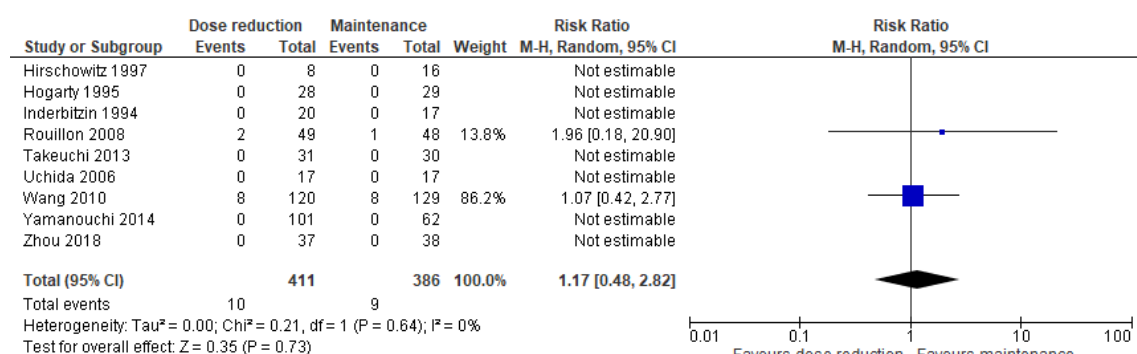 Dose reduction Maintenance Risk Ratio Risk Ratio
Study or Subgroup Events Total Events Total Weight M-H, Random, 95% CI M-H, Random, 95% CI
Hirschowitz 1997 0 8 0 16 Not estimable
Hogarty 1995 0 28 0 29 Not estimable
Inderbitzin 1994 0 20 0 17 Not estimable
Rouillon 2008 2 49 1 48 13.8% 1.96 [0.18, 20.90]
Takeuchi 2013 0 31 0 30 Not estimable
Uchida 2006 0 17 0 17 Not estimable
Wang 2010 8 120 8 129 86.2% 1.07 [0.42, 2.77]
Yamanouchi 2014 0 101 0 62 Not estimable
Zhou 2018 0 37 0 38 Not estimable
Total (95% CI) 411 386 100.0% 1.17 [0.48, 2.82]
Total events 10 9
Heterogeneity: Tau² = 0.00; Chi² = 0.21, df = 1 (P = 0.64); I² = 0%
Test for overall effect: Z = 0.35 (P = 0.73)
0.01 0.1 1 10 100
Favours dose reduction Favours maintenance